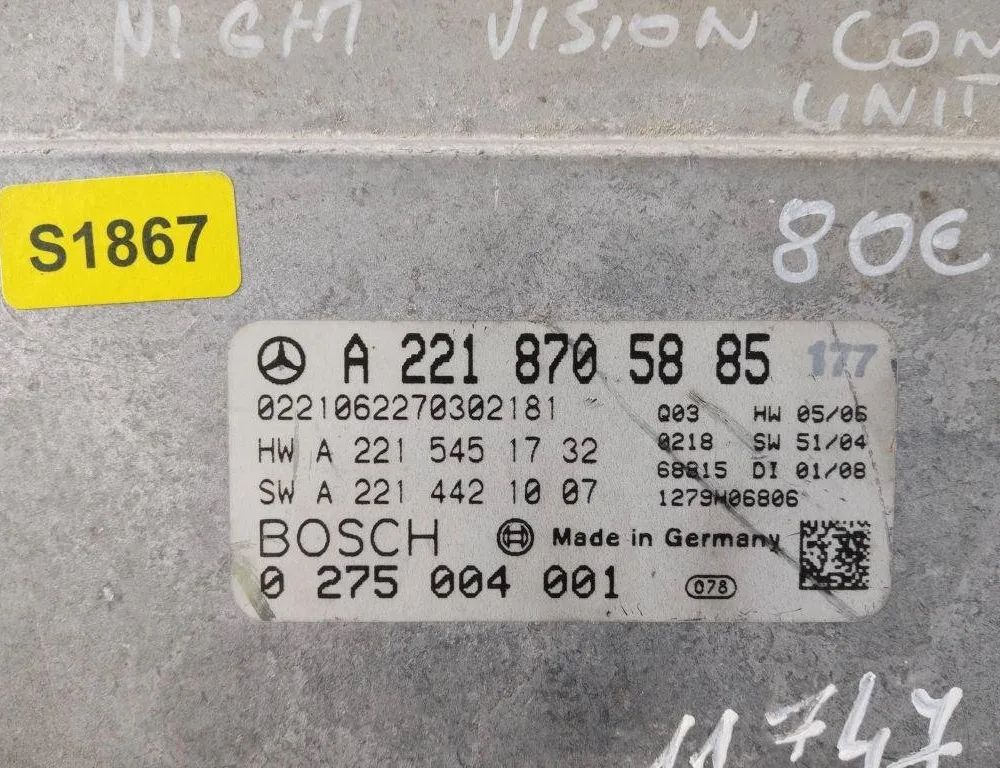 NIGHT VISION CON
UNIT
S1867
80€
A 221 870 58 85 177
0221062270302181
HW A 221 545 17 32
SW A 221 442 10 07
Q03 HW 05/06
0218 SW 51/04
68815 DI 01/08
1279H06806
BOSCH Made in Germany
0 275 004 001 078
11747